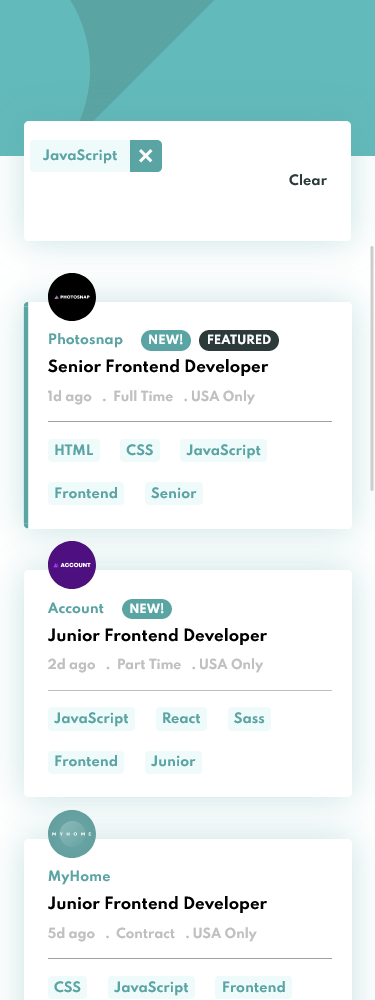 JavaScript
Clear
PHOTOSNAP
Photosnap NEW! FEATURED
Senior Frontend Developer
1d ago . Full Time . USA Only
HTML CSS JavaScript
Frontend Senior
ACCOUNT
Account NEW!
Junior Frontend Developer
2d ago . Part Time . USA Only
JavaScript React Sass
Frontend Junior
MYHOME
MyHome
Junior Frontend Developer
5d ago . Contract . USA Only
CSS JavaScript Frontend